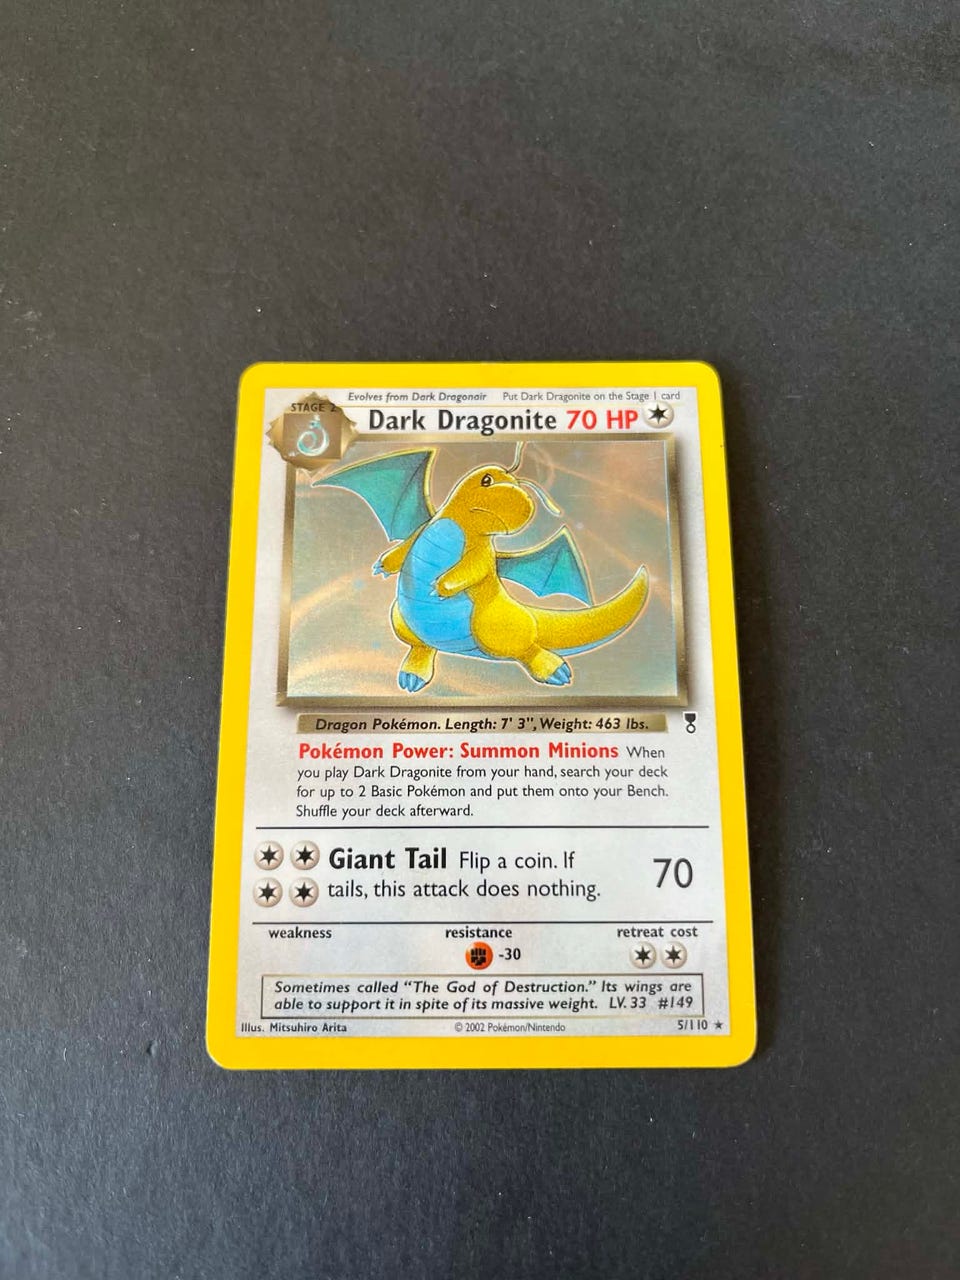 Evolves from Dark Dragonair Put Dark Dragonite on the Stage 1 card
STAGE 2
Dark Dragonite 70 HP
Dragon Pokémon. Length: 7' 3", Weight: 463 lbs.
Pokémon Power: Summon Minions When
you play Dark Dragonite from your hand, search your deck
for up to 2 Basic Pokémon and put them onto your Bench.
Shuffle your deck afterward.
Giant Tail Flip a coin. If
tails, this attack does nothing.
70
weakness resistance retreat cost
-30
Sometimes called "The God of Destruction." Its wings are
able to support it in spite of its massive weight. LV. 33 #149
Illus. Mitsuhiro Arita © 2002 Pokémon/Nintendo 5/110 ★